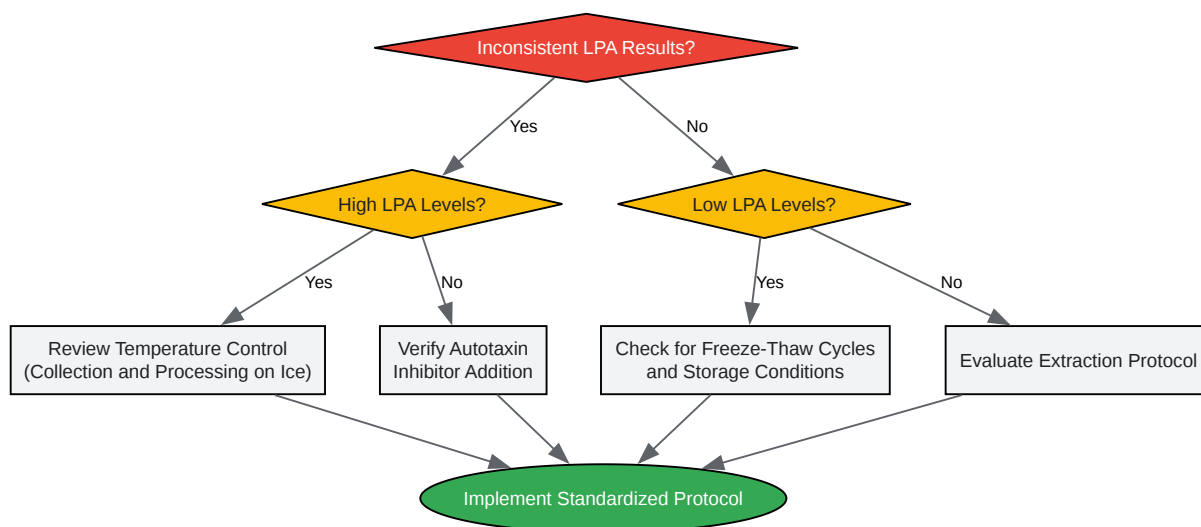 Inconsistent LPA Results?
Yes
No
High LPA Levels?
Low LPA Levels?
Yes
No
Yes
No
Review Temperature Control
(Collection and Processing on Ice)
Verify Autotaxin
Inhibitor Addition
Check for Freeze-Thaw Cycles
and Storage Conditions
Evaluate Extraction Protocol
Implement Standardized Protocol